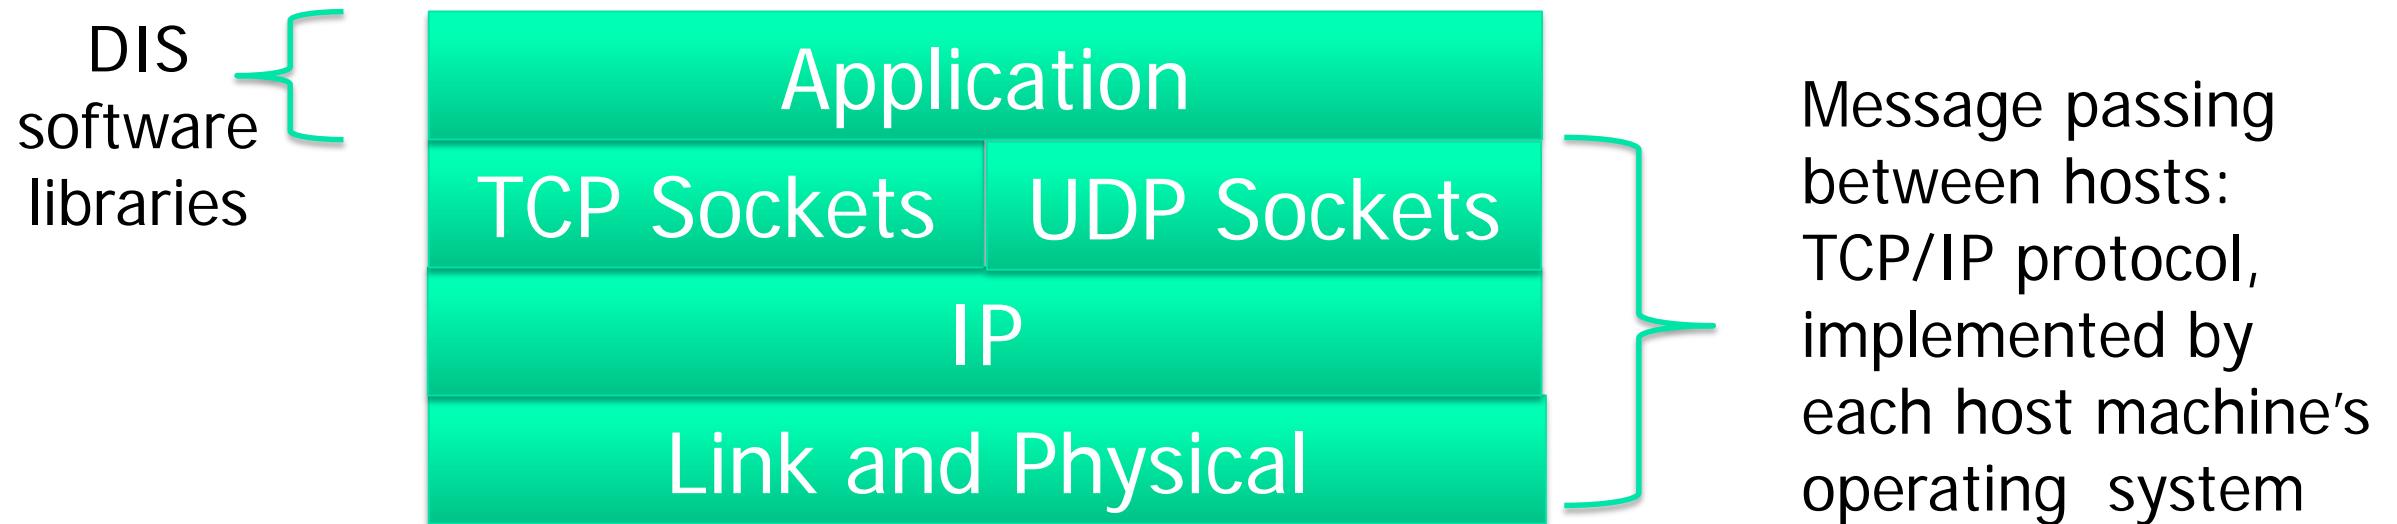 DIS
software
libraries
Application
TCP Sockets
UDP Sockets
IP
Link and Physical
Message passing
between hosts:
TCP/IP protocol,
implemented by
each host machine’s
operating  system